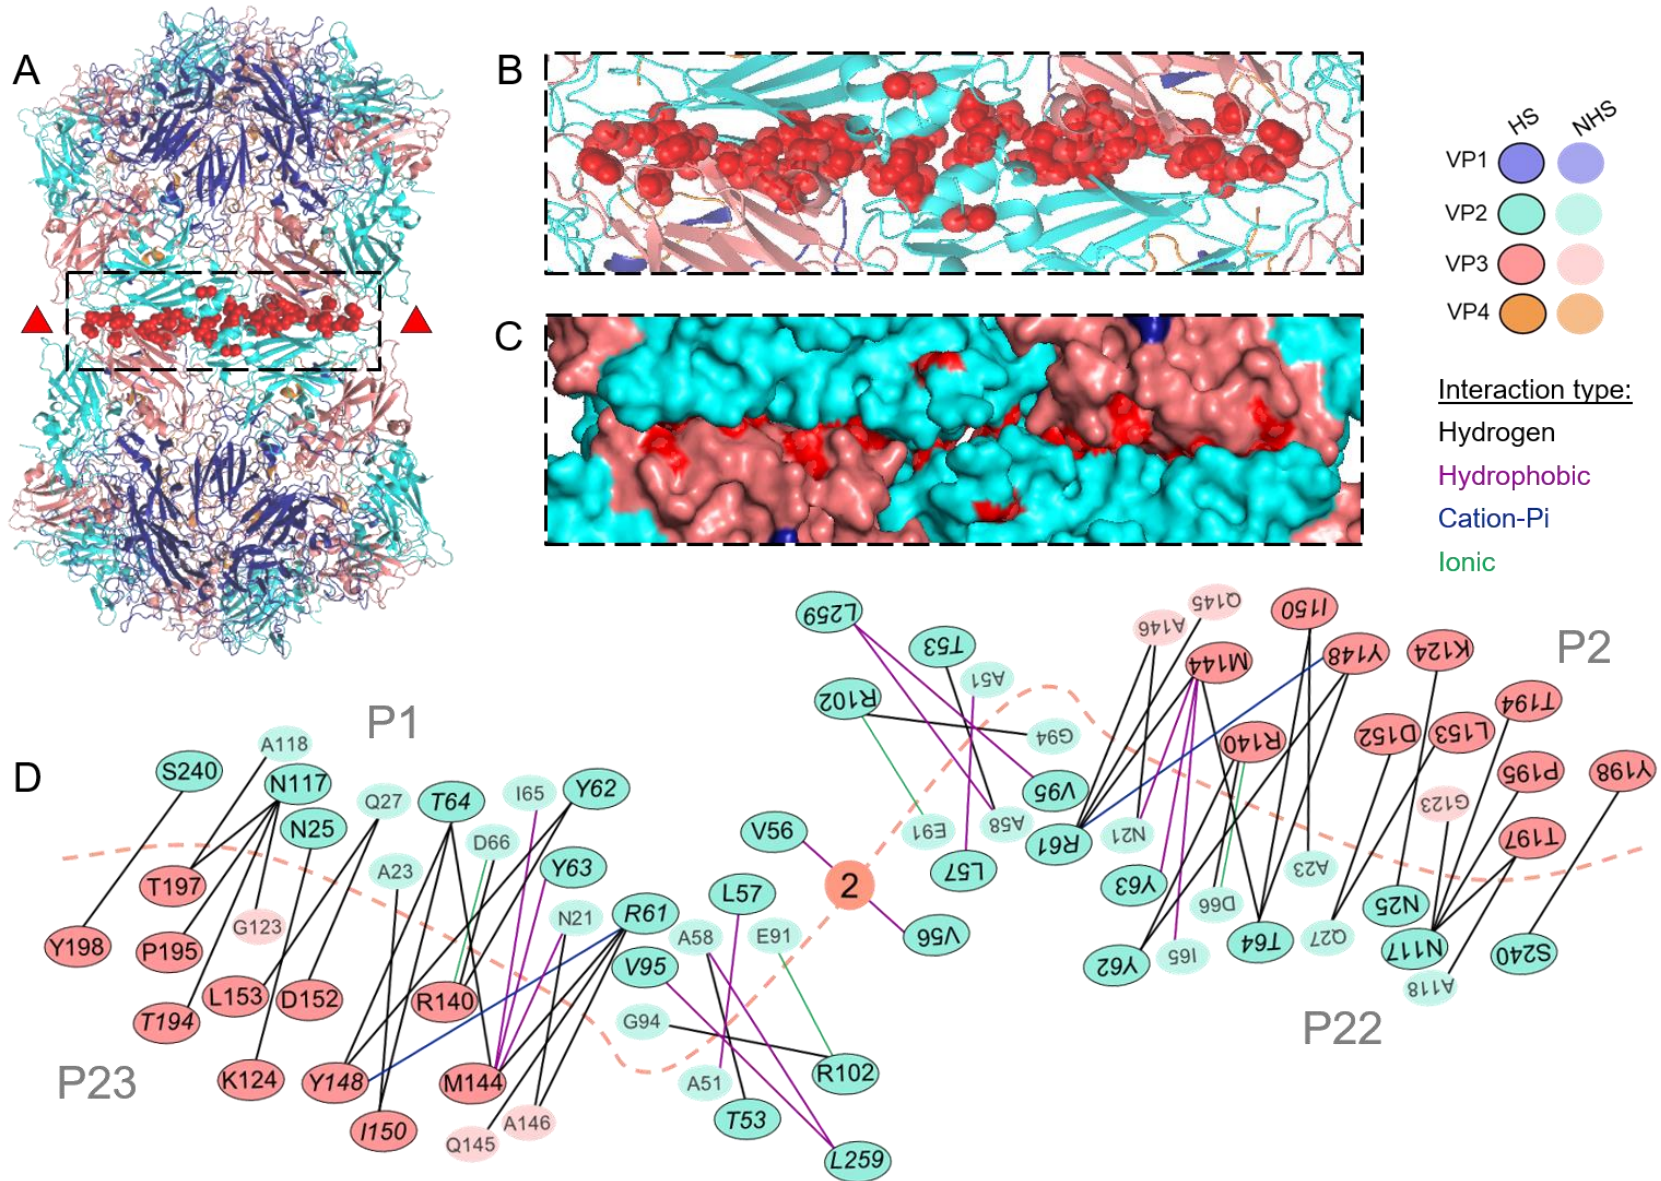 A
B
C
HS
NHS
VP1
VP2
VP3
VP4
Interaction type:
Hydrogen
Hydrophobic
Cation-Pi
Ionic
D
P1
P2
P23
P22
S240
A118
N117
N25
Q27
T64
I65
Y62
D66
A23
Y63
N21
R61
V95
A58
L57
E91
V56
2
V56
T197
G123
Y198
P195
T194
L153
D152
K124
R140
Y148
I150
M144
Q145
A146
G94
A51
R102
T53
L259
L259
T53
A51
R102
G94
E91
A58
V95
L57
R61
A146
Q145
M144
I150
Y148
R140
K124
D152
L153
T194
P195
G123
T197
Y198
N21
Y63
Y62
I65
D66
T64
A23
Q27
N25
N117
A118
S240